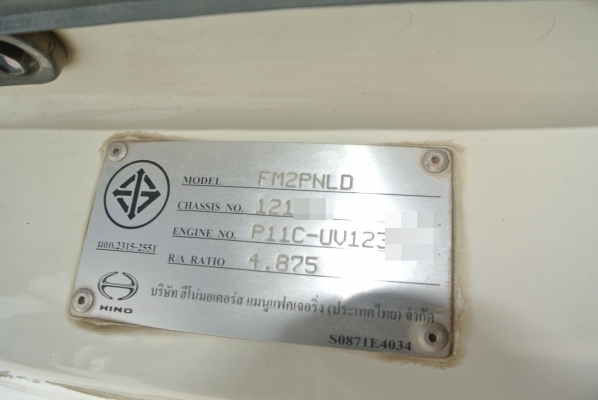 MODEL FM2PNLD
CHASSIS NO. 121
ENGINE NO. P11C-UV123
มอก.2315-2551
R/A RATIO 4.875
HINO
บริษัท ฮีโน่มอเตอร์ส แมนูแฟคเจอริ่ง (ประเทศไทย) จำกัด
S0871E4034